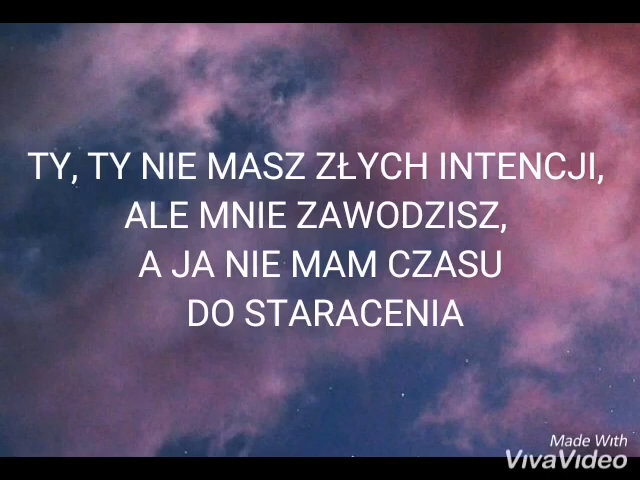 TY, TY NIE MASZ ZŁYCH INTENCJI,
ALE MNIE ZAWODZISZ,
A JA NIE MAM CZASU
DO STARACENIA
Made With
VivaVideo